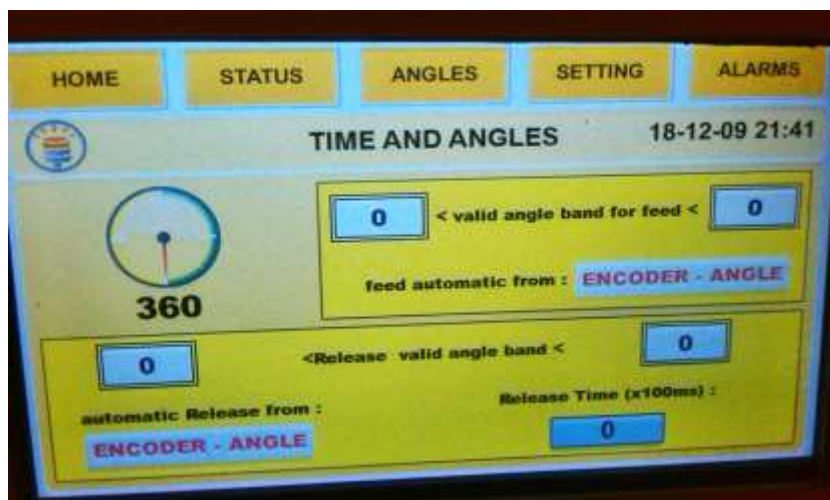 HOME STATUS ANGLES SETTING ALARMS
TIME AND ANGLES 18-12-09 21:41
0 < valid angle band for feed < 0
feed automatic from : ENCODER - ANGLE
360
0 <Release valid angle band < 0
automatic Release from :
ENCODER - ANGLE
Release Time (x100ms) :
0